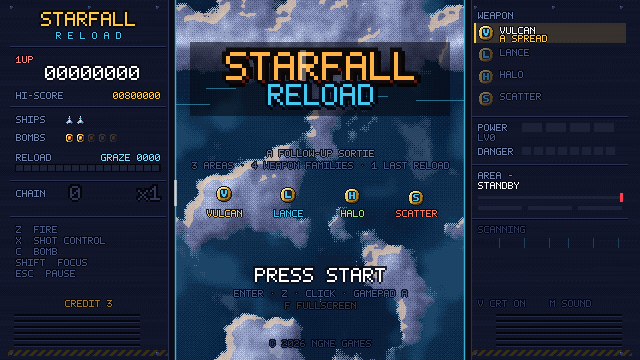 STARFALL
RELOAD
1UP
00000000
HI-SCORE 00800000
SHIPS
BOMBS
RELOAD GRAZE 0000
CHAIN 0 x1
Z FIRE
X SHOT CONTROL
C BOMB
SHIFT FOCUS
ESC PAUSE
CREDIT 3
STARFALL
RELOAD
A FOLLOW-UP SORTIE
3 AREAS · 4 WEAPON FAMILIES · 1 LAST RELOAD
V L H S
VULCAN LANCE HALO SCATTER
PRESS START
ENTER · Z · CLICK · GAMEPAD A
F FULLSCREEN
© 2026 NGNE GAMES
WEAPON
V VULCAN
A SPREAD
L LANCE
H HALO
S SCATTER
POWER
LV0
DANGER
AREA -
STANDBY
SCANNING
V CRT ON M SOUND